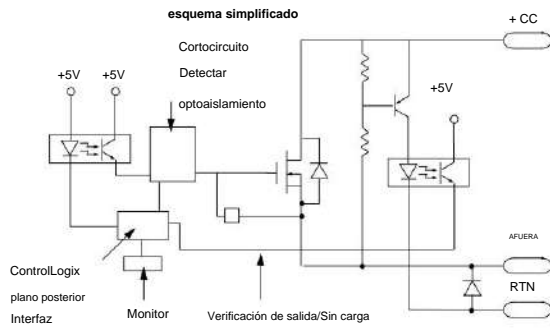 esquema simplificado
+ CC
Cortocircuito
Detectar
optoaislamiento
+5V
+5V
+5V
AFUERA
RTN
ControlLogix
plano posterior
Interfaz
Monitor
Verificación de salida/Sin carga